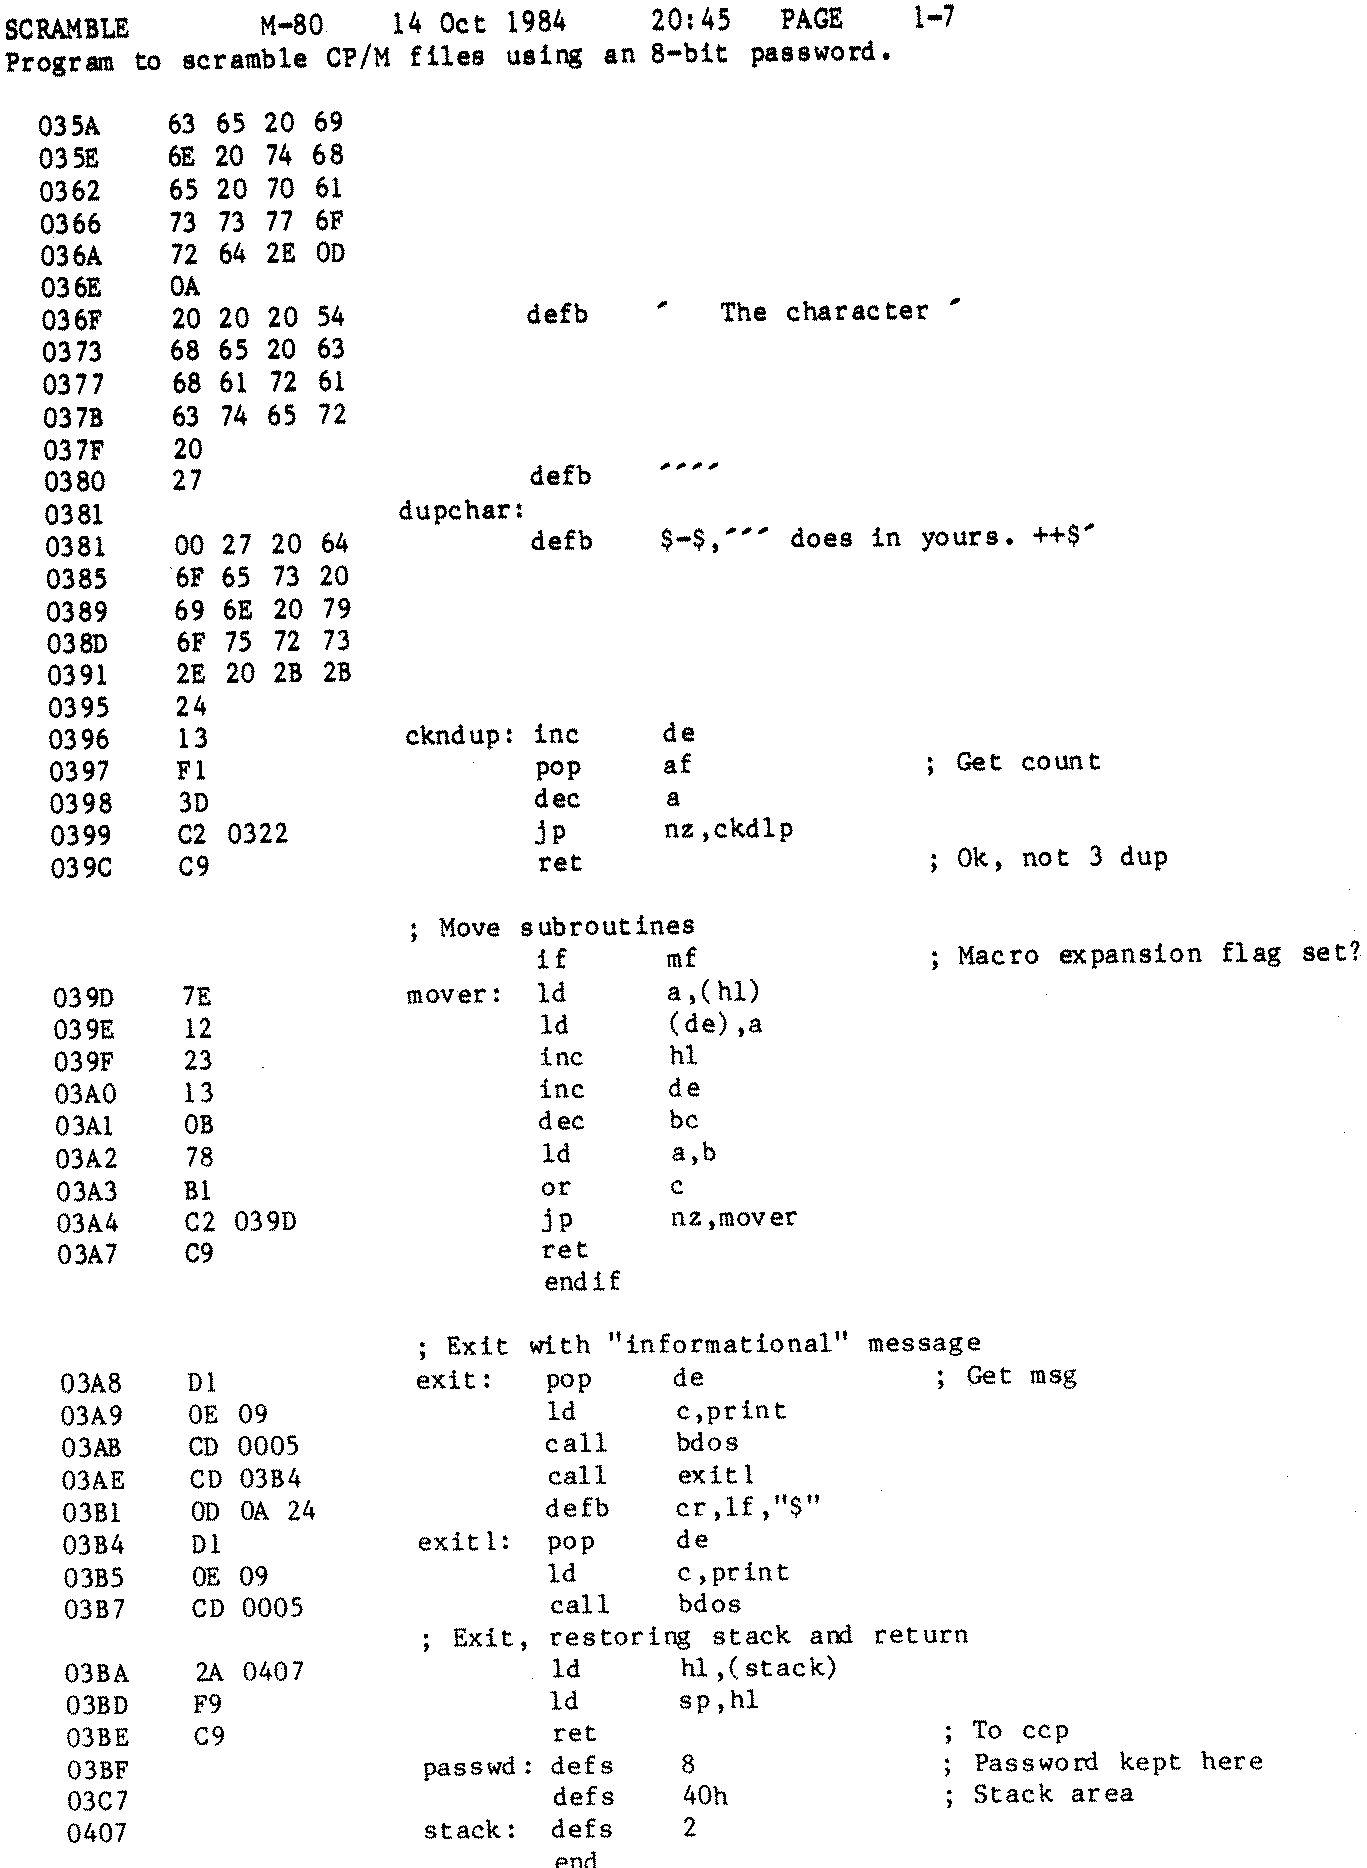 SCRAMBLE M-80 14 Oct 1984 20:45 PAGE 1-7
Program to scramble CP/M files using an 8-bit password.
035A 63 65 20 69
035E 6E 20 74 68
0362 65 20 70 61
0366 73 73 77 6F
036A 72 64 2E 0D
036E 0A
036F 20 20 20 54 defb ' The character '
0373 68 65 20 63
0377 68 61 72 61
037B 63 74 65 72
037F 20
0380 27 defb ''''
0381 dupchar:
0381 00 27 20 64 defb $-$,''' does in yours. ++$'
0385 6F 65 73 20
0389 69 6E 20 79
038D 6F 75 72 73
0391 2E 20 2B 2B
0395 24
0396 13 ckndup: inc de
0397 F1 pop af ; Get count
0398 3D dec a
0399 C2 0322 jp nz,ckdlp
039C C9 ret ; Ok, not 3 dup
; Move subroutines
if mf ; Macro expansion flag set?
039D 7E mover: ld a,(hl)
039E 12 ld (de),a
039F 23 inc hl
03A0 13 inc de
03A1 0B dec bc
03A2 78 ld a,b
03A3 B1 or c
03A4 C2 039D jp nz,mover
03A7 C9 ret
endif
; Exit with "informational" message
03A8 D1 exit: pop de ; Get msg
03A9 0E 09 ld c,print
03AB CD 0005 call bdos
03AE CD 03B4 call exit1
03B1 0D 0A 24 defb cr,lf,"$"
03B4 D1 exit1: pop de
03B5 0E 09 ld c,print
03B7 CD 0005 call bdos
; Exit, restoring stack and return
03BA 2A 0407 ld hl,(stack)
03BD F9 ld sp,hl
03BE C9 ret ; To ccp
03BF passwd: defs 8 ; Password kept here
03C7 defs 40h ; Stack area
0407 stack: defs 2
end